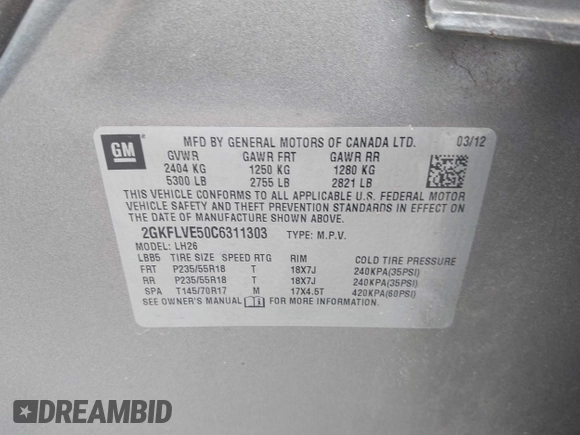 GM
MFD BY GENERAL MOTORS OF CANADA LTD. 03/12
GVWR GAWR FRT GAWR RR
2404 KG 1250 KG 1280 KG
5300 LB 2755 LB 2821 LB
THIS VEHICLE CONFORMS TO ALL APPLICABLE U.S. FEDERAL MOTOR
VEHICLE SAFETY AND THEFT PREVENTION STANDARDS IN EFFECT ON
THE DATE OF MANUFACTURE SHOWN ABOVE.
2GKFLVE50C6311303 TYPE: M.P.V.
MODEL: LH26
LBB5 TIRE SIZE SPEED RTG RIM COLD TIRE PRESSURE
FRT P235/55R18 T 18X7J 240KPA(35PSI)
RR P235/55R18 T 18X7J 240KPA(35PSI)
SPA T145/70R17 M 17X4.5T 420KPA(60PSI)
SEE OWNER'S MANUAL FOR MORE INFORMATION.
DREAMBID